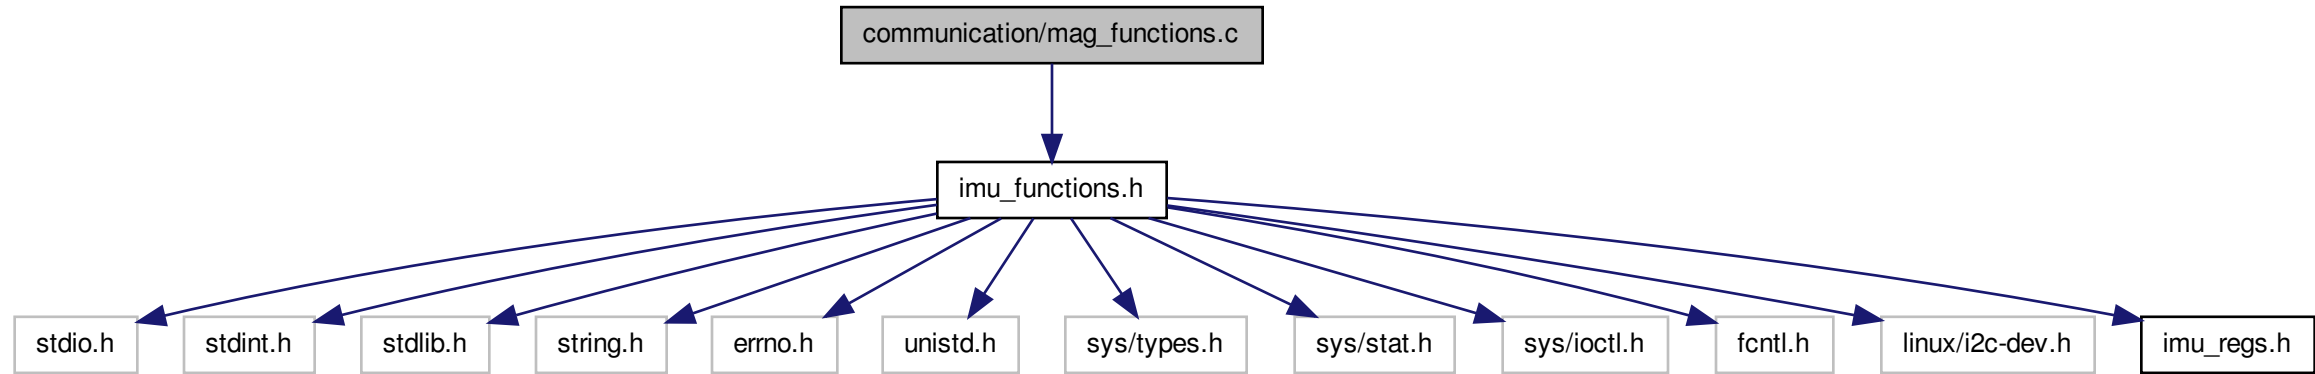 communication/mag_functions.c
imu_functions.h
stdio.h
stdint.h
stdlib.h
string.h
errno.h
unistd.h
sys/types.h
sys/stat.h
sys/ioctl.h
fcntl.h
linux/i2c-dev.h
imu_regs.h